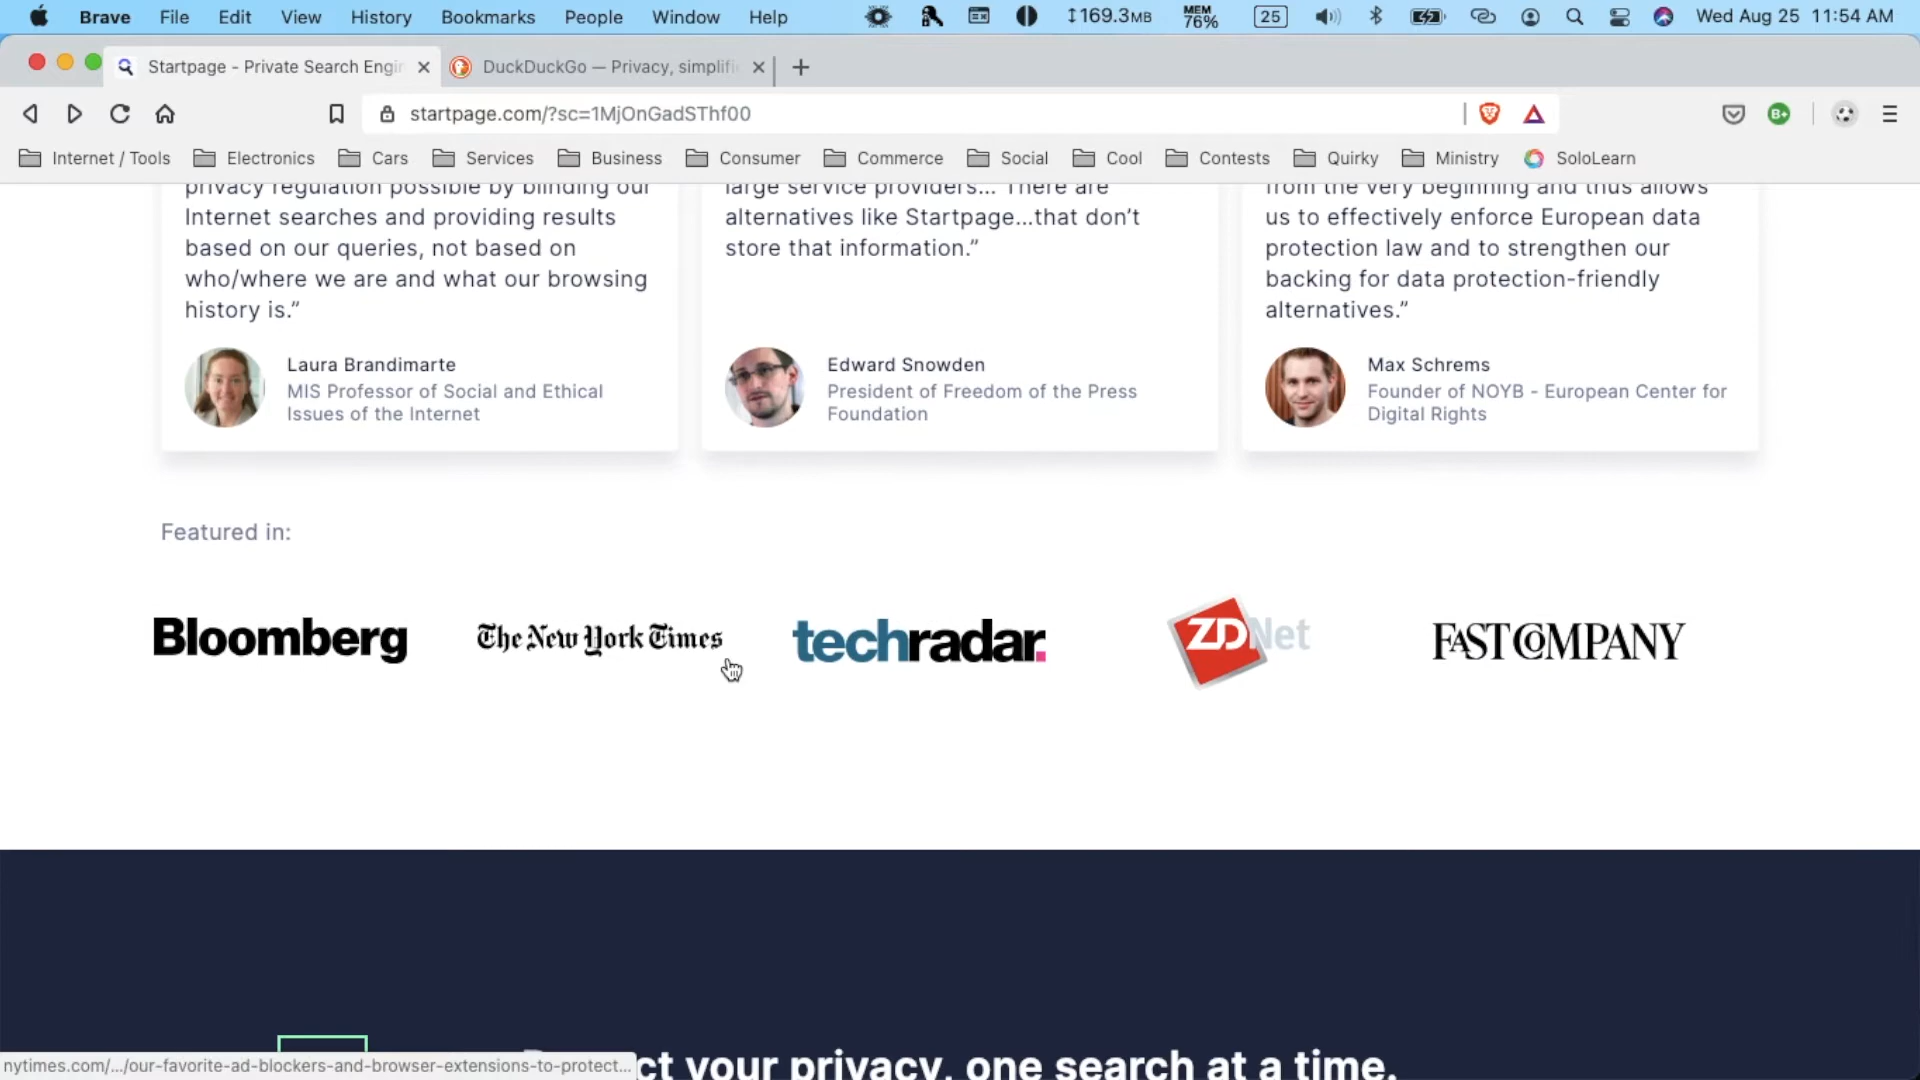 Brave File Edit View History Bookmarks People Window Help 169.3MB MEM 76% 25 Wed Aug 25 11:54 AM
Startpage - Private Search Engin DuckDuckGo — Privacy, simplifi
startpage.com/?sc=1MjOnGadSThf00 B+
Internet / Tools Electronics Cars Services Business Consumer Commerce Social Cool Contests Quirky Ministry SoloLearn
privacy regulation possible by blinding our
Internet searches and providing results
based on our queries, not based on
who/where we are and what our browsing
history is.”
Laura Brandimarte
MIS Professor of Social and Ethical
Issues of the Internet
large service providers... There are
alternatives like Startpage...that don’t
store that information.”
Edward Snowden
President of Freedom of the Press
Foundation
from the very beginning and thus allows
us to effectively enforce European data
protection law and to strengthen our
backing for data protection-friendly
alternatives.”
Max Schrems
Founder of NOYB - European Center for
Digital Rights
Featured in:
Bloomberg The New York Times techradar. ZDNet FAST COMPANY
ct your privacy, one search at a time.
nytimes.com/.../our-favorite-ad-blockers-and-browser-extensions-to-protect...